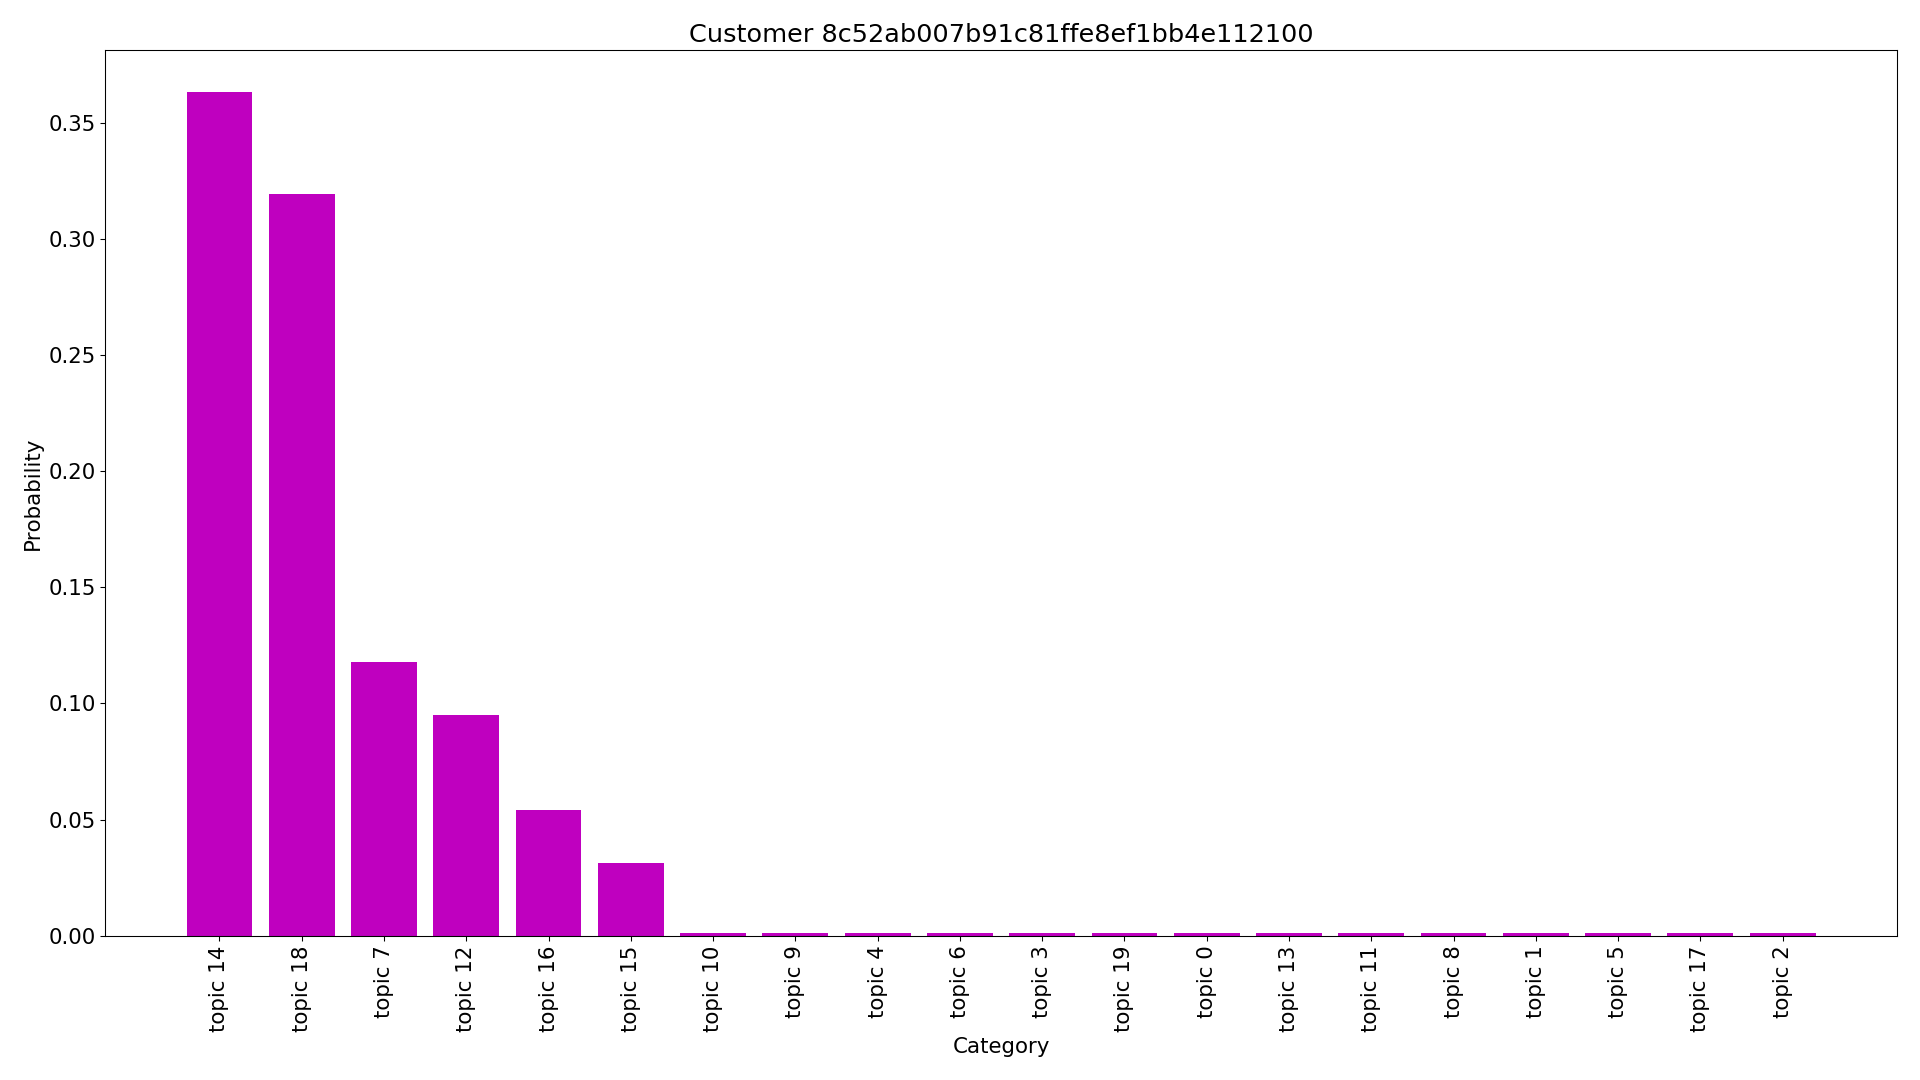 Customer 8c52ab007b91c81ffe8ef1bb4e112100
Probability
0.35
0.30
0.25
0.20
0.15
0.10
0.05
0.00
topic 14
topic 18
topic 7
topic 12
topic 16
topic 15
topic 10
topic 9
topic 4
topic 6
topic 3
topic 19
topic 0
topic 13
topic 11
topic 8
topic 1
topic 5
topic 17
topic 2
Category